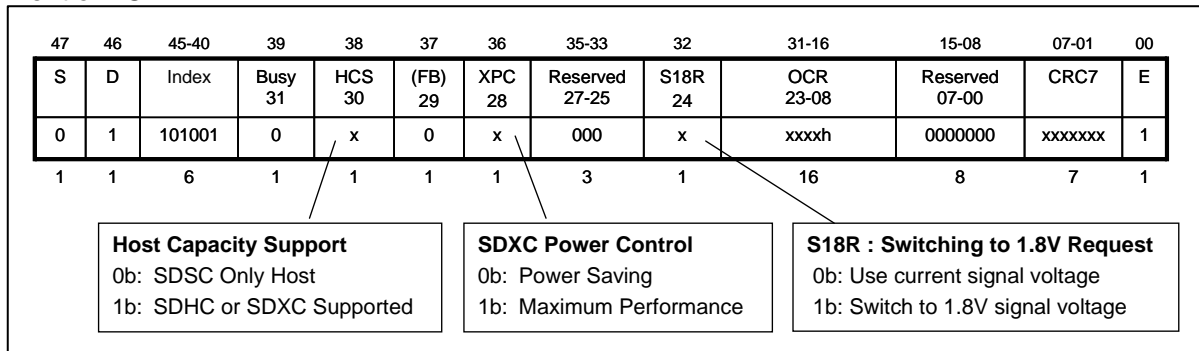 47 46 45-40 39 38 37 36 35-33 32 31-16 15-08 07-01 00
S D Index Busy HCS (FB) XPC Reserved S18R OCR Reserved CRC7 E
31 30 29 28 27-25 24 23-08 07-00
0 1 101001 0 x 0 x 000 x xxxxh 0000000 xxxxxxx 1
1 1 6 1 1 1 1 3 1 16 8 7 1
Host Capacity Support
0b: SDSC Only Host
1b: SDHC or SDXC Supported
SDXC Power Control
0b: Power Saving
1b: Maximum Performance
S18R : Switching to 1.8V Request
0b: Use current signal voltage
1b: Switch to 1.8V signal voltage